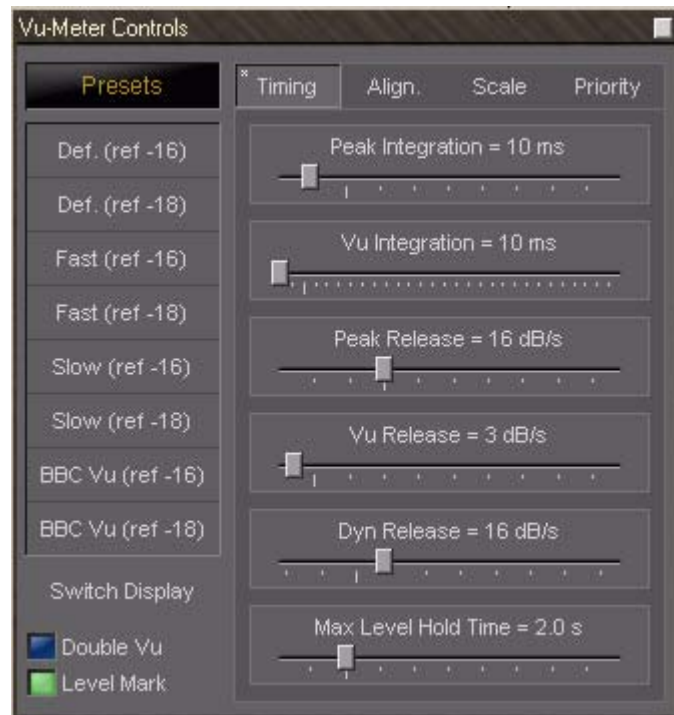 Vu-Meter Controls
Presets
Def. (ref -16)
Def. (ref -18)
Fast (ref -16)
Fast (ref -18)
Slow (ref -16)
Slow (ref -18)
BBC Vu (ref -16)
BBC Vu (ref -18)
Switch Display
Double Vu
Level Mark
* Timing Align. Scale Priority
Peak Integration = 10 ms
Vu Integration = 10 ms
Peak Release = 16 dB/s
Vu Release = 3 dB/s
Dyn Release = 16 dB/s
Max Level Hold Time = 2.0 s